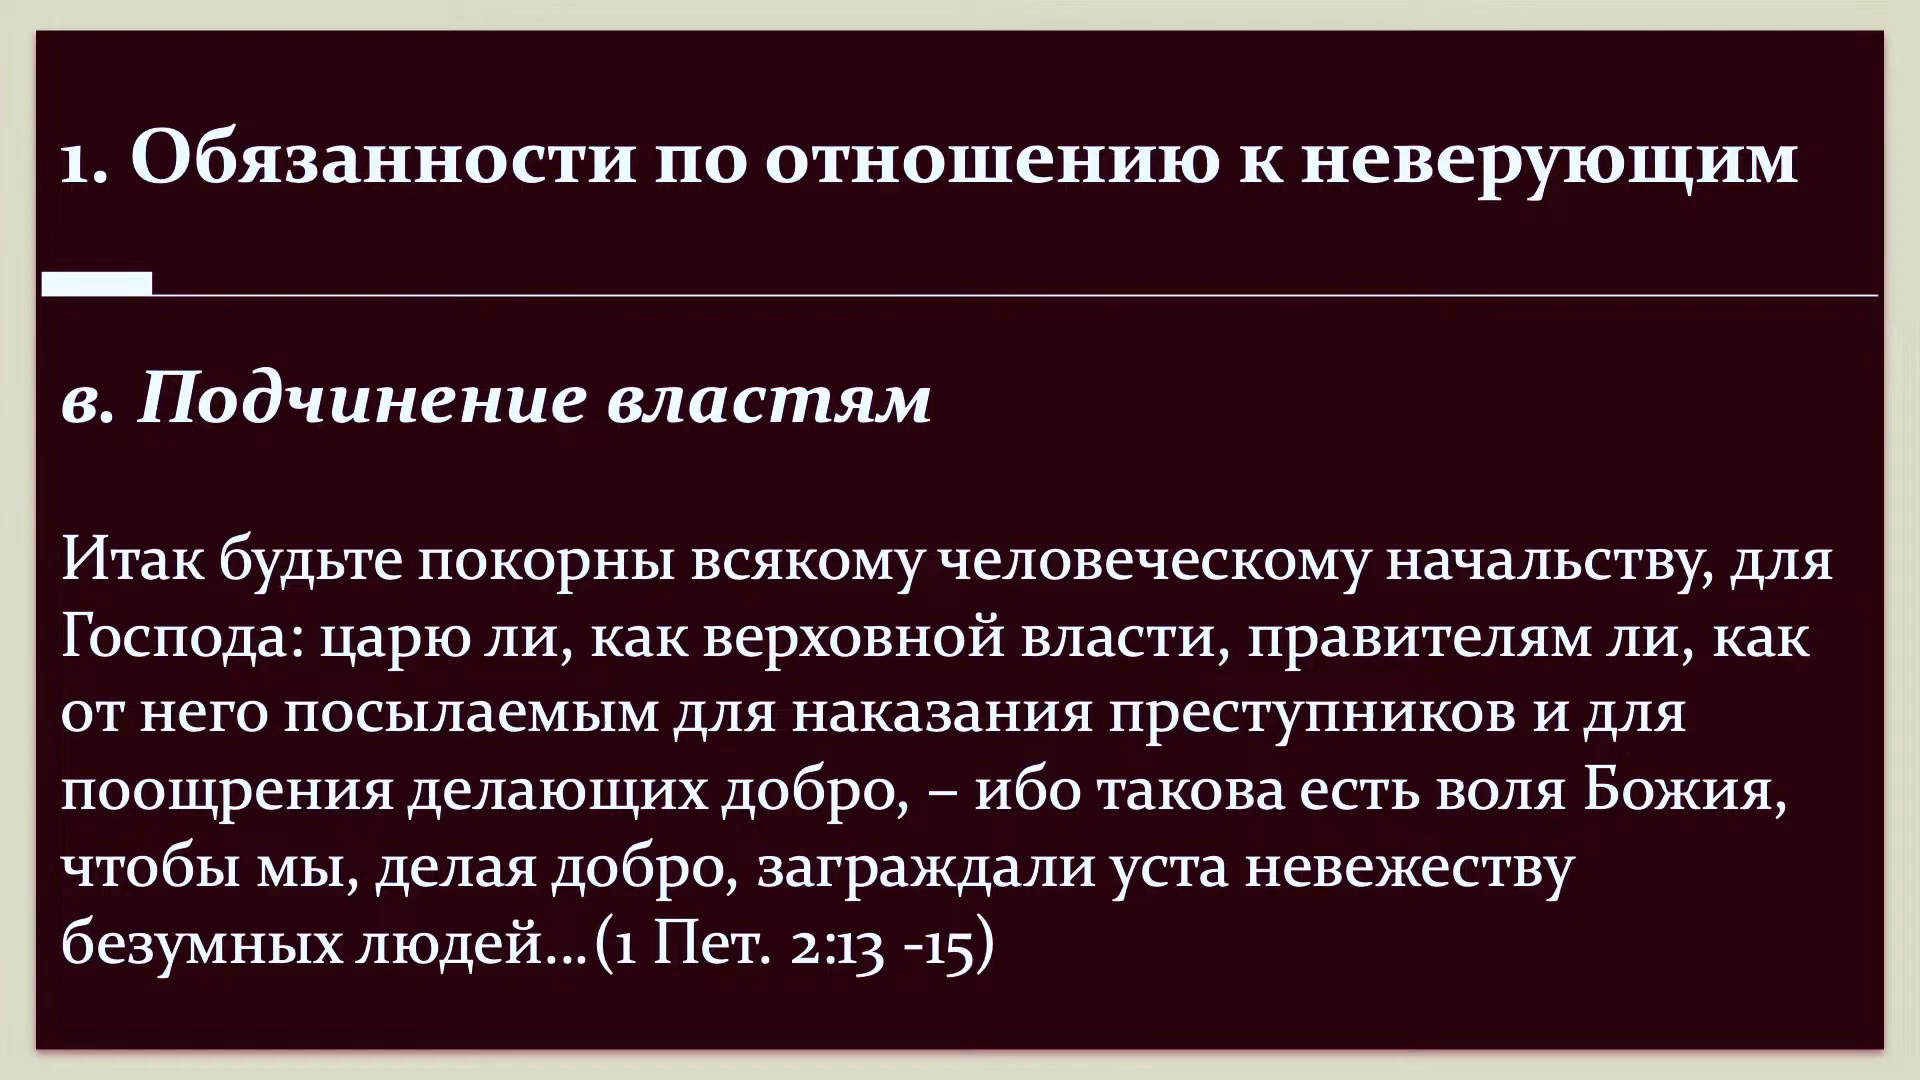 1. Обязанности по отношению к неверующим
в. Подчинение властям
Итак будьте покорны всякому человеческому начальству, для
Господа: царю ли, как верховной власти, правителям ли, как
от него посылаемым для наказания преступников и для
поощрения делающих добро, – ибо такова есть воля Божия,
чтобы мы, делая добро, заграждали уста невежеству
безумных людей...(1 Пет. 2:13 -15)